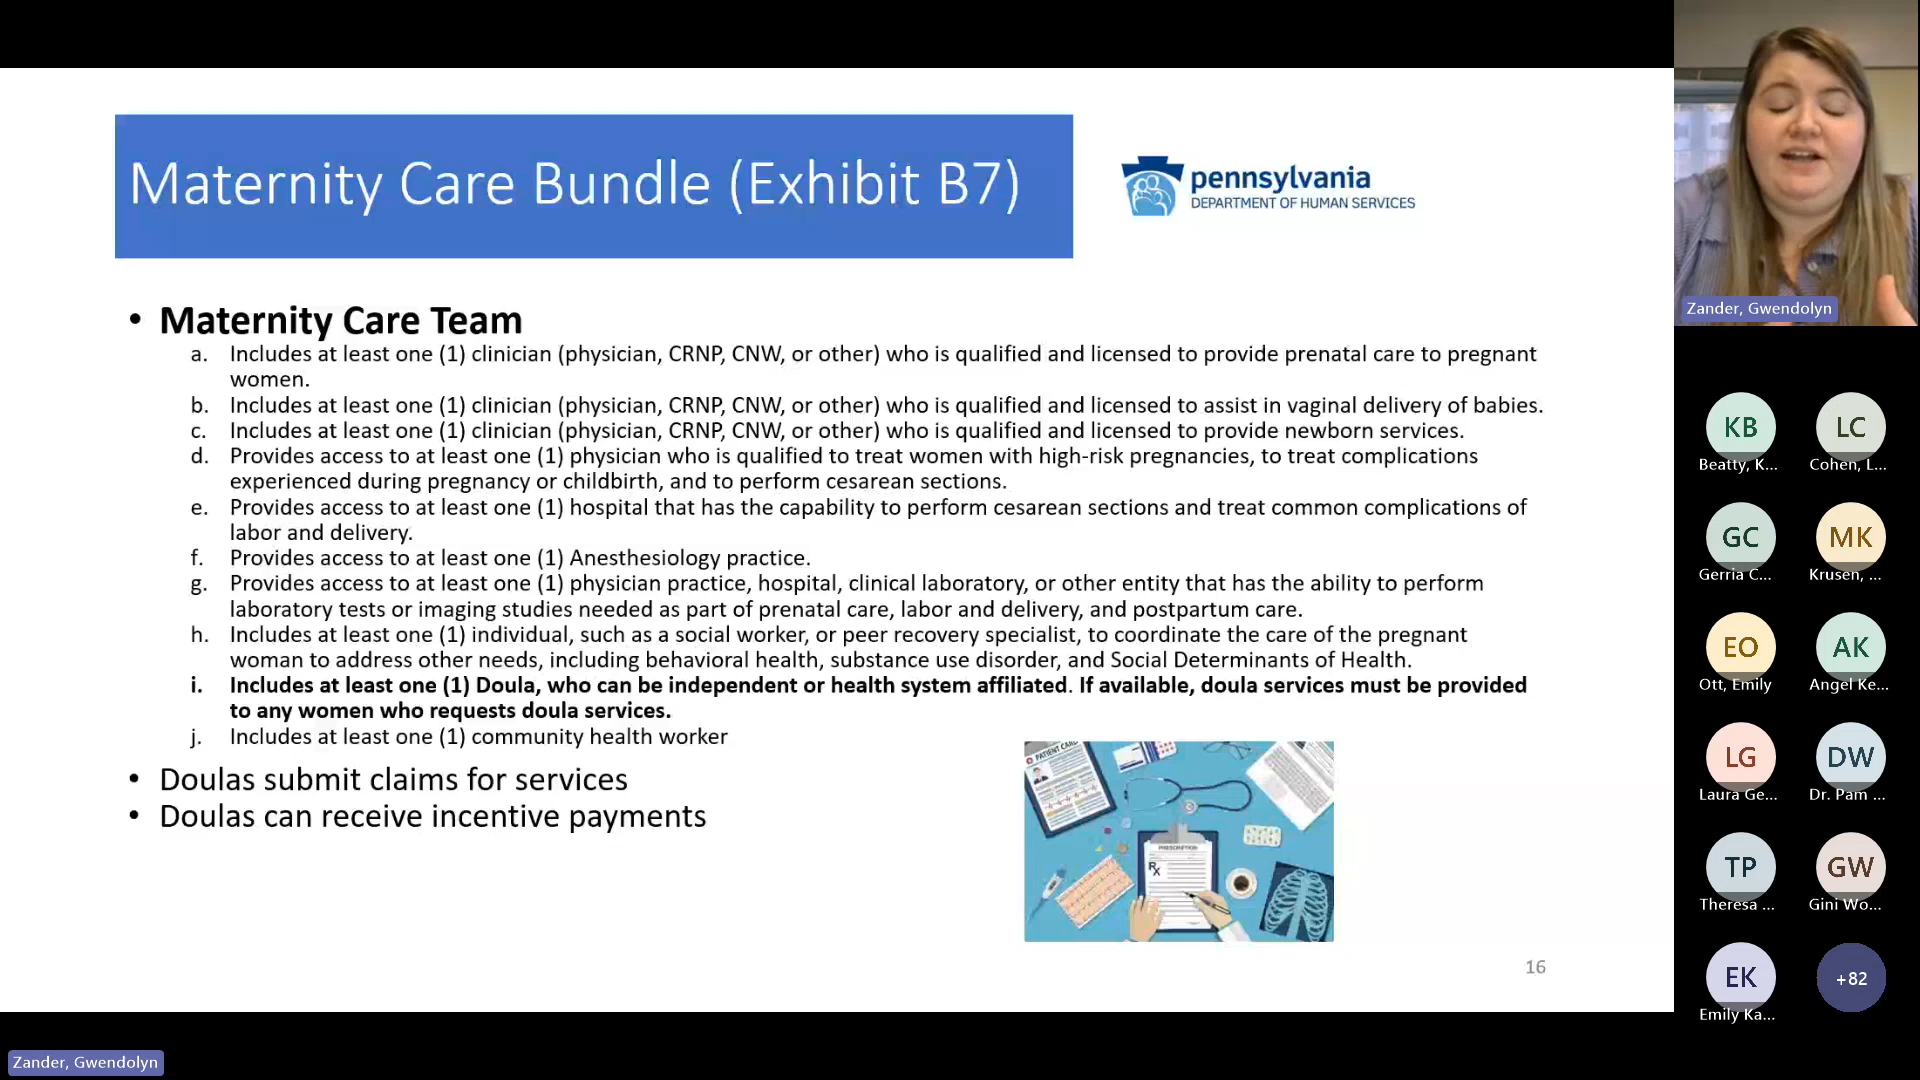 Maternity Care Bundle (Exhibit B7)
pennsylvania
DEPARTMENT OF HUMAN SERVICES
• Maternity Care Team
a. Includes at least one (1) clinician (physician, CRNP, CNW, or other) who is qualified and licensed to provide prenatal care to pregnant
women.
b. Includes at least one (1) clinician (physician, CRNP, CNW, or other) who is qualified and licensed to assist in vaginal delivery of babies.
c. Includes at least one (1) clinician (physician, CRNP, CNW, or other) who is qualified and licensed to provide newborn services.
d. Provides access to at least one (1) physician who is qualified to treat women with high-risk pregnancies, to treat complications
experienced during pregnancy or childbirth, and to perform cesarean sections.
e. Provides access to at least one (1) hospital that has the capability to perform cesarean sections and treat common complications of
labor and delivery.
f. Provides access to at least one (1) Anesthesiology practice.
g. Provides access to at least one (1) physician practice, hospital, clinical laboratory, or other entity that has the ability to perform
laboratory tests or imaging studies needed as part of prenatal care, labor and delivery, and postpartum care.
h. Includes at least one (1) individual, such as a social worker, or peer recovery specialist, to coordinate the care of the pregnant
woman to address other needs, including behavioral health, substance use disorder, and Social Determinants of Health.
i. Includes at least one (1) Doula, who can be independent or health system affiliated. If available, doula services must be provided
to any women who requests doula services.
j. Includes at least one (1) community health worker
• Doulas submit claims for services
• Doulas can receive incentive payments
PATIENT CARD
PRESCRIPTION
Rx
16
Zander, Gwendolyn
KB
Beatty, K...
LC
Cohen, L...
GC
Gerria C...
MK
Krusen, ...
EO
Ott, Emily
AK
Angel Ke...
LG
Laura Ge...
DW
Dr. Pam ...
TP
Theresa ...
GW
Gini Wo...
EK
Emily Ka...
+82
Zander, Gwendolyn